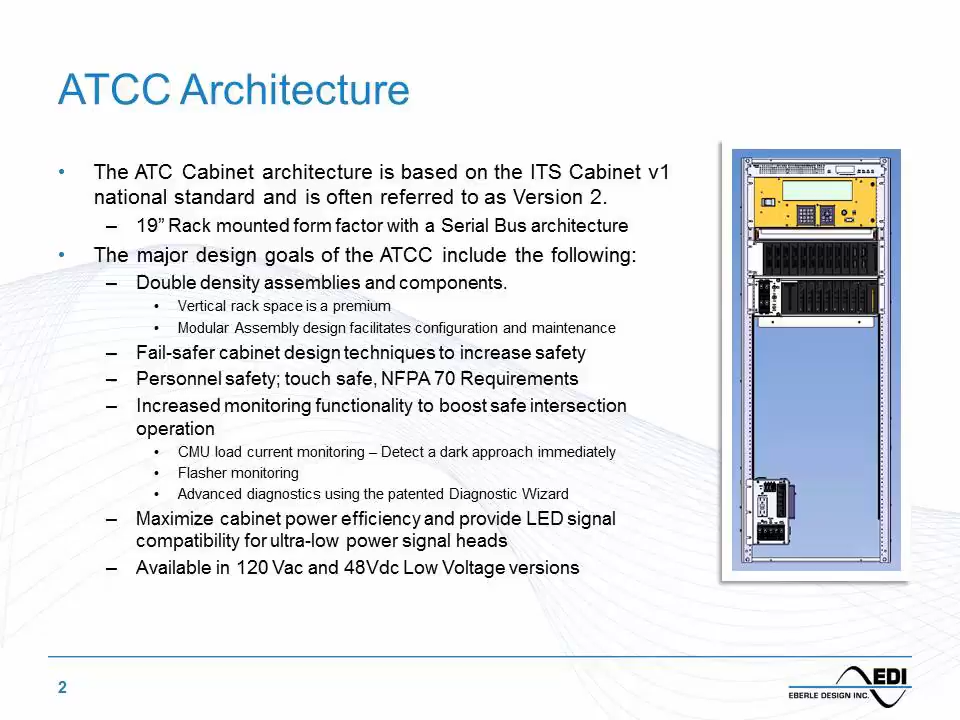 ATCC Architecture
• The ATC Cabinet architecture is based on the ITS Cabinet v1
national standard and is often referred to as Version 2.
– 19” Rack mounted form factor with a Serial Bus architecture
• The major design goals of the ATCC include the following:
– Double density assemblies and components.
• Vertical rack space is a premium
• Modular Assembly design facilitates configuration and maintenance
– Fail-safer cabinet design techniques to increase safety
– Personnel safety; touch safe, NFPA 70 Requirements
– Increased monitoring functionality to boost safe intersection
operation
• CMU load current monitoring – Detect a dark approach immediately
• Flasher monitoring
• Advanced diagnostics using the patented Diagnostic Wizard
– Maximize cabinet power efficiency and provide LED signal
compatibility for ultra-low power signal heads
– Available in 120 Vac and 48Vdc Low Voltage versions
2
EDI
EBERLE DESIGN INC.